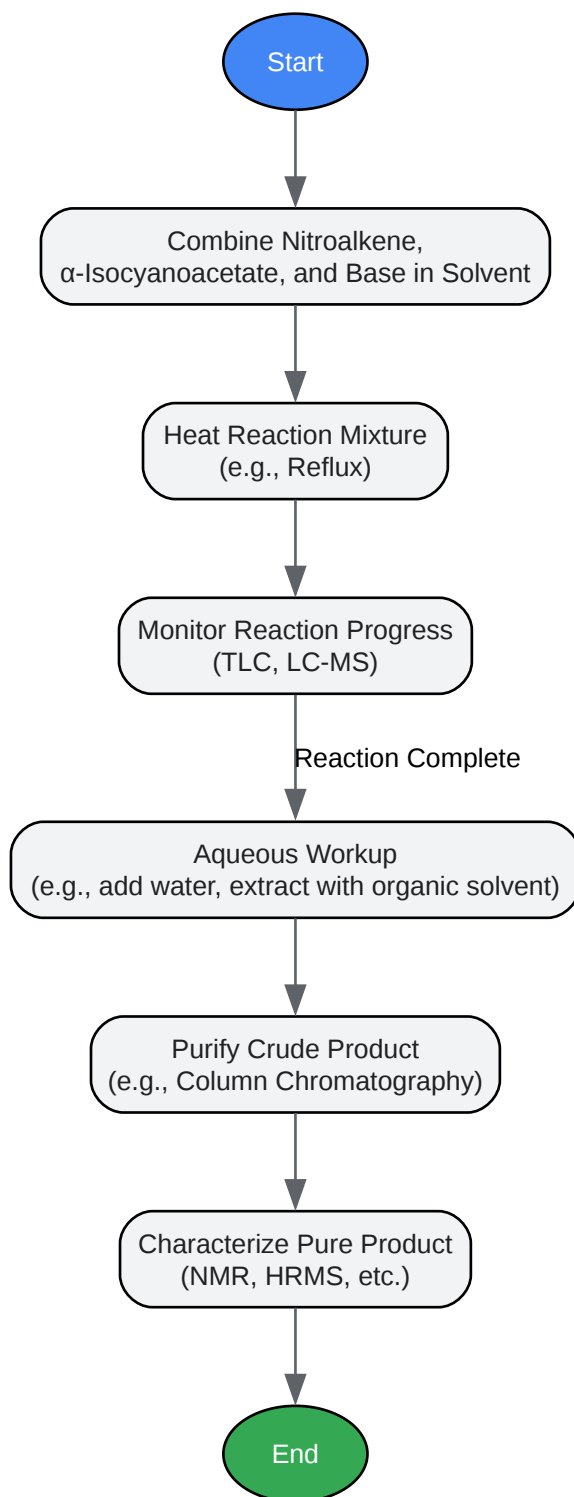 Start
Combine Nitroalkene,
α-Isocyanoacetate, and Base in Solvent
Heat Reaction Mixture
(e.g., Reflux)
Monitor Reaction Progress
(TLC, LC-MS)
Reaction Complete
Aqueous Workup
(e.g., add water, extract with organic solvent)
Purify Crude Product
(e.g., Column Chromatography)
Characterize Pure Product
(NMR, HRMS, etc.)
End